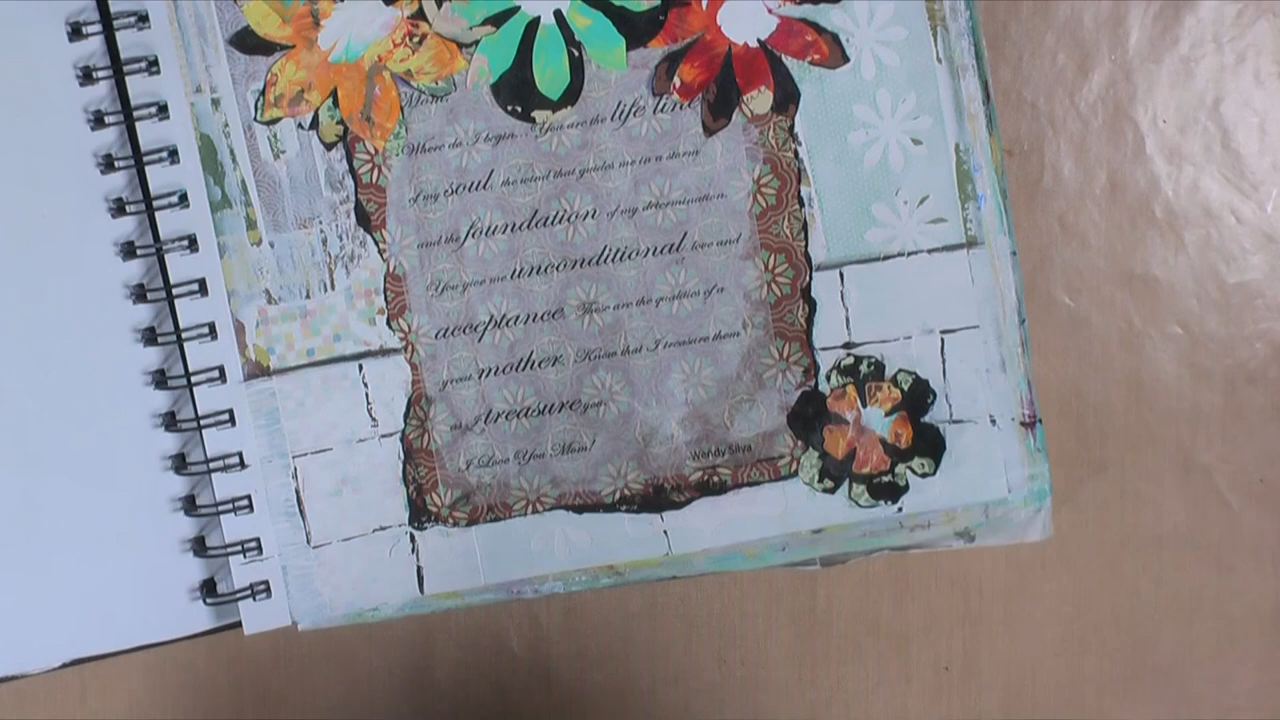 Mom,
Where do I begin... You are the life line
of my soul, the wind that guides me in a storm
and the foundation of my determination.
You give me unconditional love and
acceptance. These are the qualities of a
great mother. Know that I treasure them
as I treasure you.
I Love You Mom!
Wendy Silva